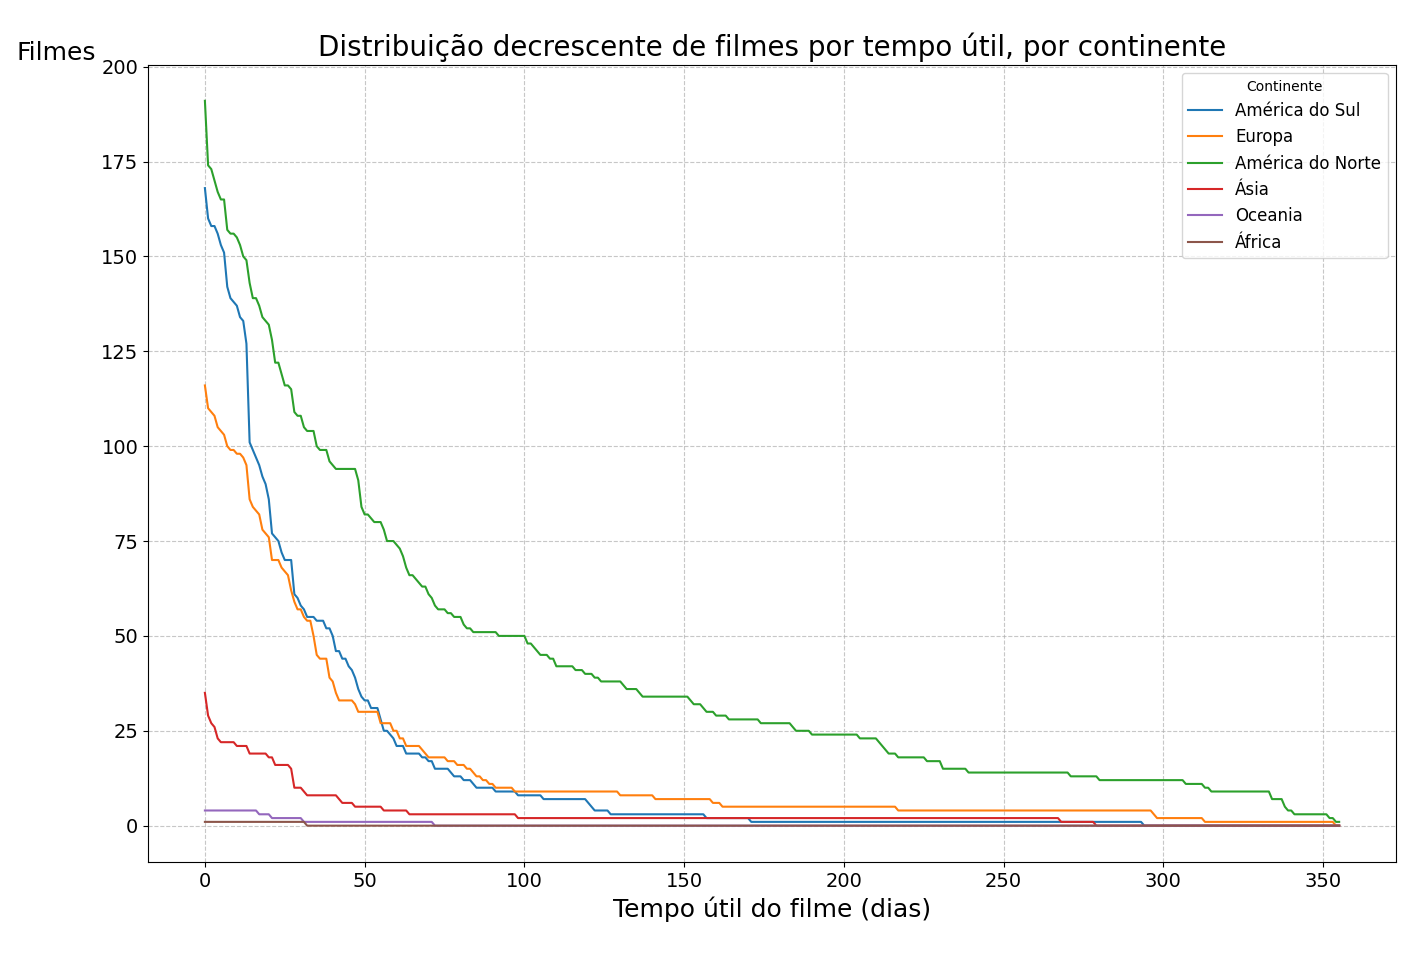 Distribuição decrescente de filmes por tempo útil, por continente
Filmes
200
175
150
125
100
75
50
25
0
Continente
América do Sul
Europa
América do Norte
Ásia
Oceania
África
0 50 100 150 200 250 300 350
Tempo útil do filme (dias)